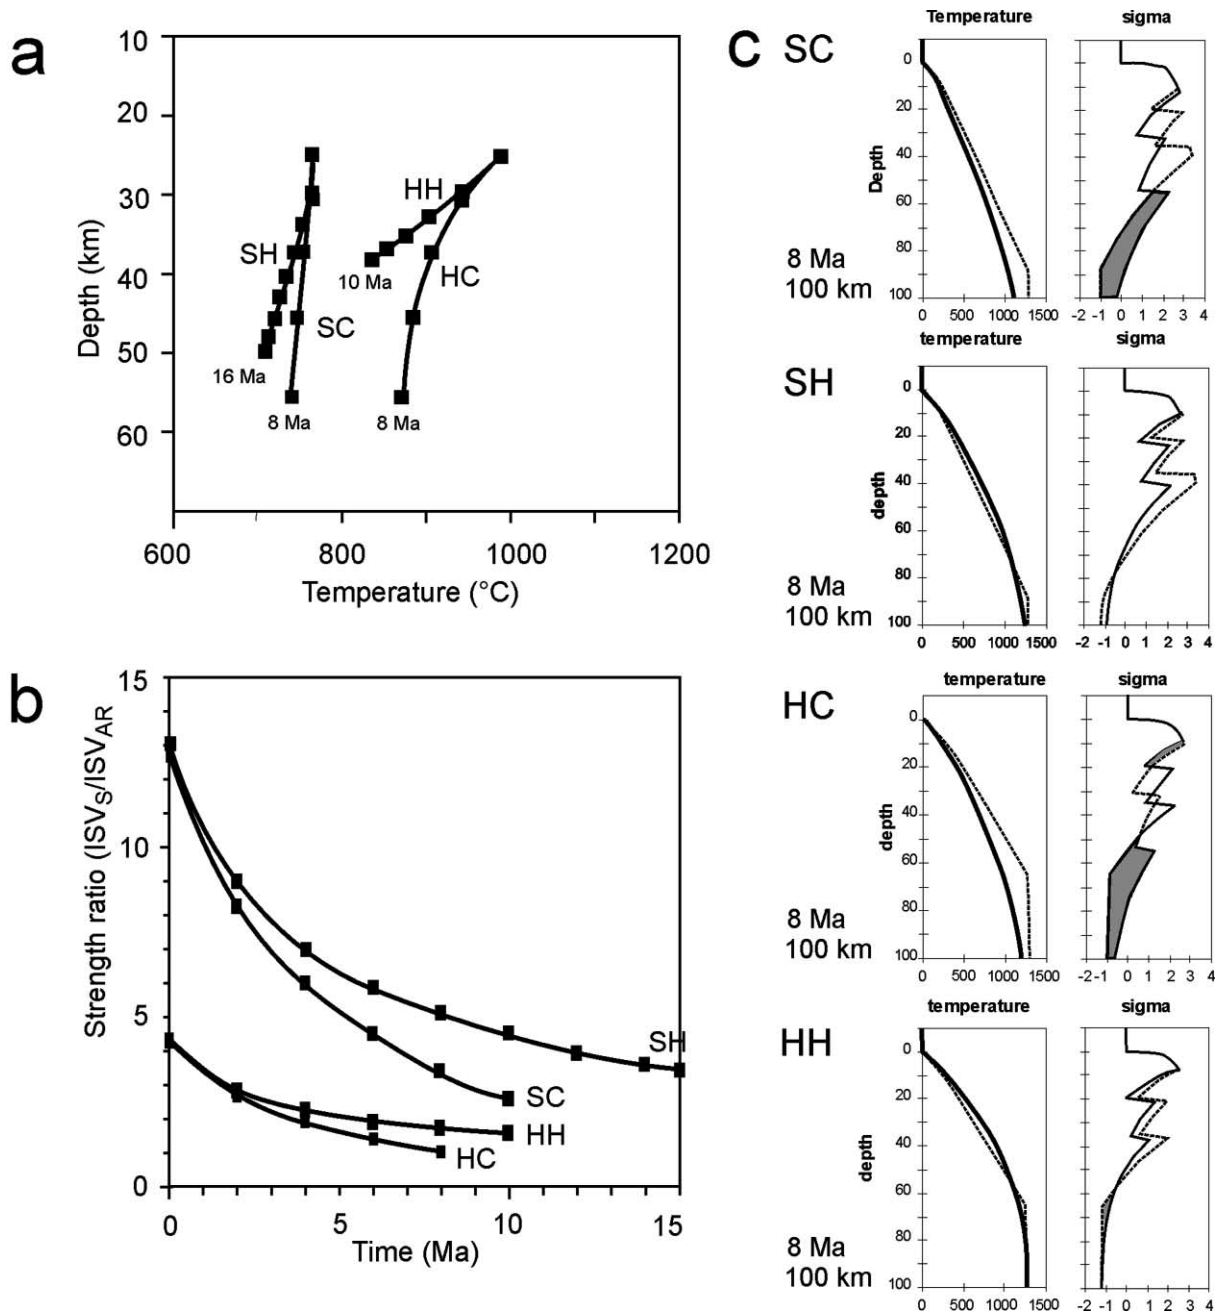 a
10
20
30
40
50
60
Depth (km)
HH
HC
SH
SC
10 Ma
16 Ma
8 Ma
8 Ma
600
800
1000
1200
Temperature (°C)
b
15
10
5
0
Strength ratio (ISVS/ISVAR)
SH
SC
HH
HC
0
5
10
15
Time (Ma)
c
SC
Temperature
sigma
0
20
40
60
80
100
Depth
8 Ma
100 km
0 500 1000 1500
-2 -1 0 1 2 3 4
SH
temperature
sigma
0
20
40
60
80
100
depth
8 Ma
100 km
0 500 1000 1500
-2 -1 0 1 2 3 4
HC
temperature
sigma
0
20
40
60
80
100
depth
8 Ma
100 km
0 500 1000 1500
-2 -1 0 1 2 3 4
HH
temperature
sigma
0
20
40
60
80
100
depth
8 Ma
100 km
0 500 1000 1500
-2 -1 0 1 2 3 4